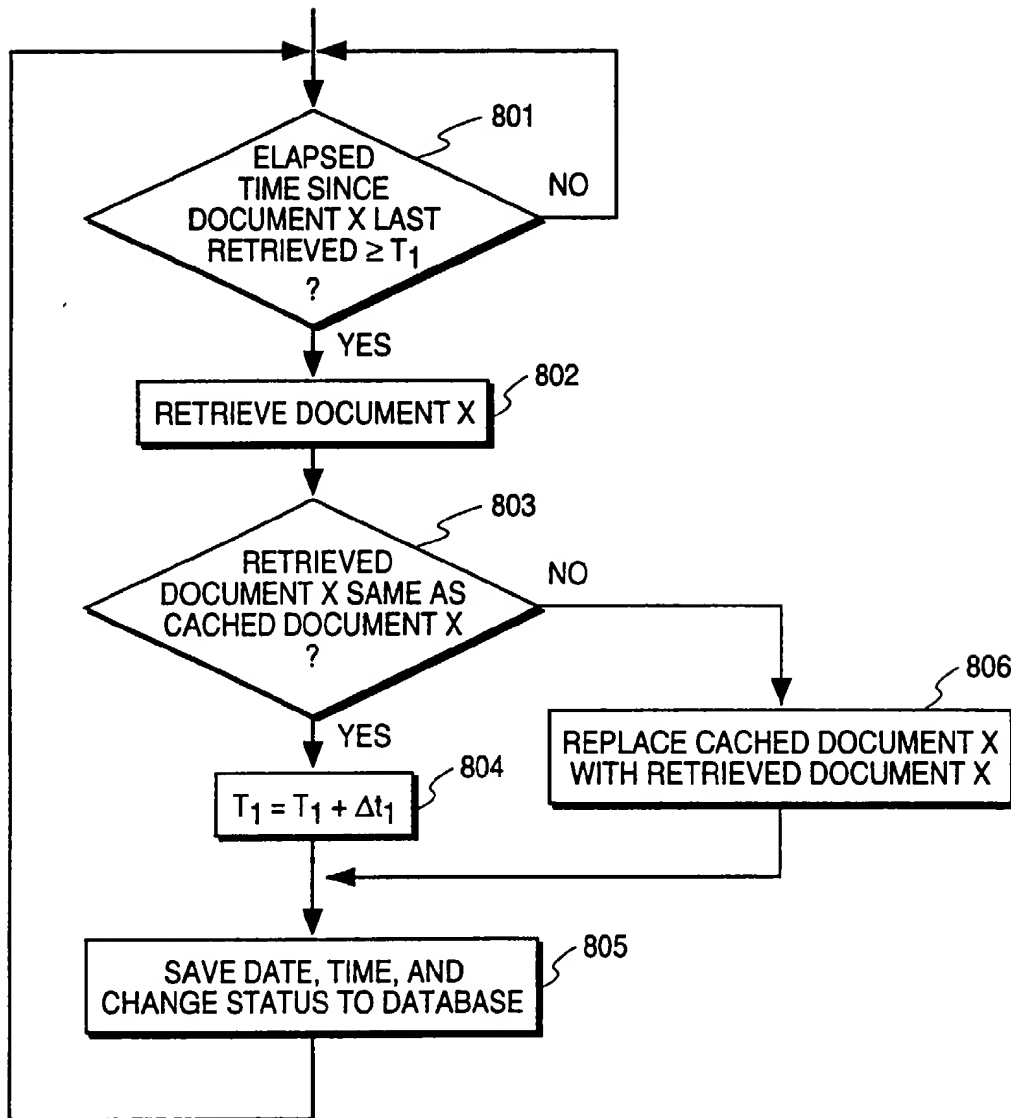 801
ELAPSED
TIME SINCE
DOCUMENT X LAST
RETRIEVED ≥ T1
?
NO
YES
802
RETRIEVE DOCUMENT X
803
RETRIEVED
DOCUMENT X SAME AS
CACHED DOCUMENT X
?
NO
YES
806
REPLACE CACHED DOCUMENT X
WITH RETRIEVED DOCUMENT X
804
T1 = T1 + Δt1
805
SAVE DATE, TIME, AND
CHANGE STATUS TO DATABASE